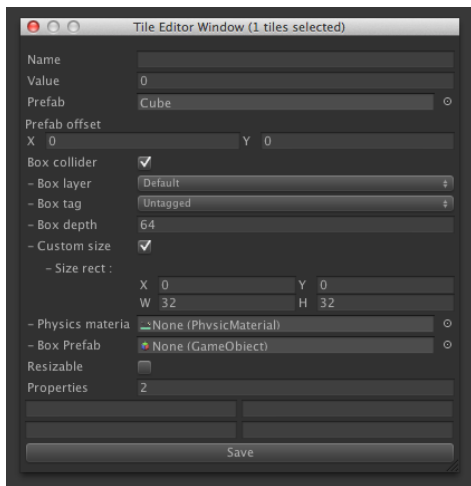 Tile Editor Window (1 tiles selected)
Name
Value 0
Prefab Cube
Prefab offset
X 0 Y 0
Box collider
- Box layer Default
- Box tag Untagged
- Box depth 64
- Custom size
- Size rect :
X 0 Y 0
W 32 H 32
- Physics materia None (PhysicMaterial)
- Box Prefab None (GameObject)
Resizable
Properties 2
Save